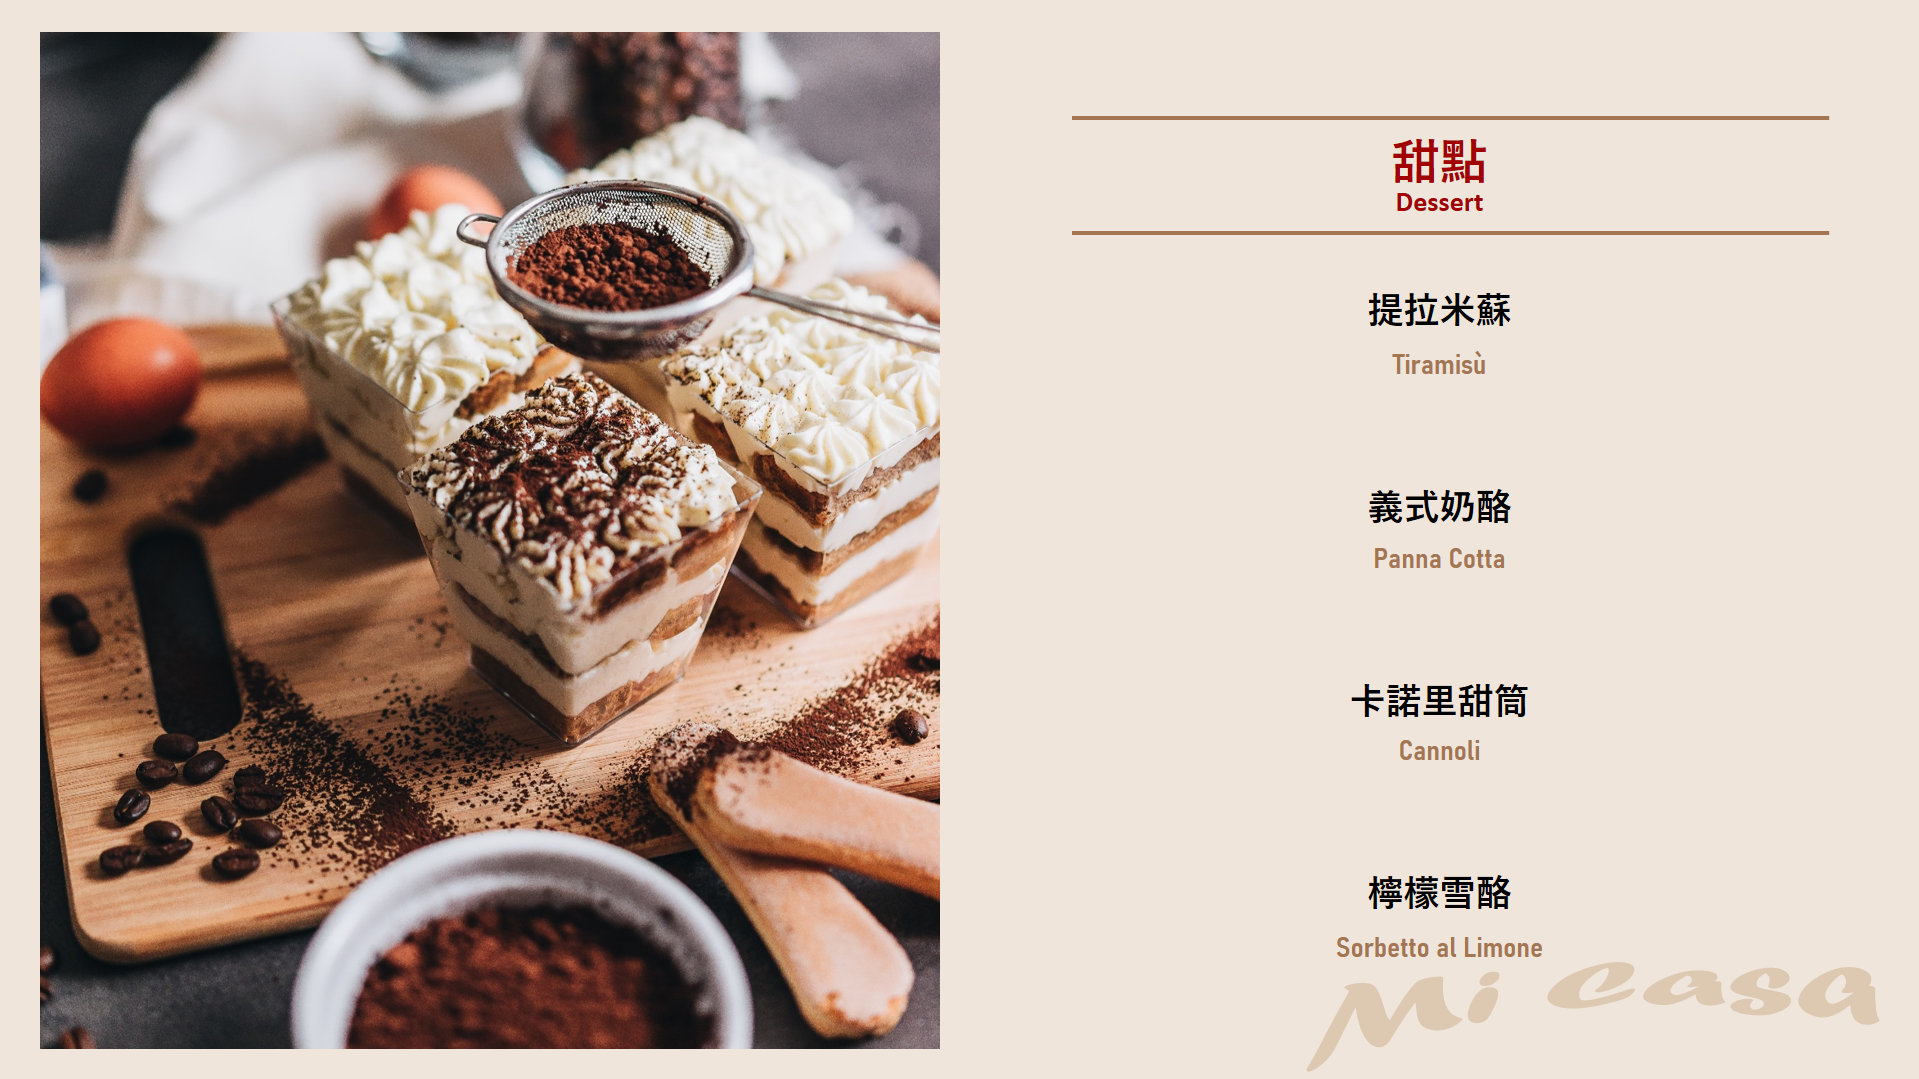 甜點
Dessert
提拉米蘇
Tiramisù
義式奶酪
Panna Cotta
卡諾里甜筒
Cannoli
檸檬雪酪
Sorbetto al Limone
Mi casa